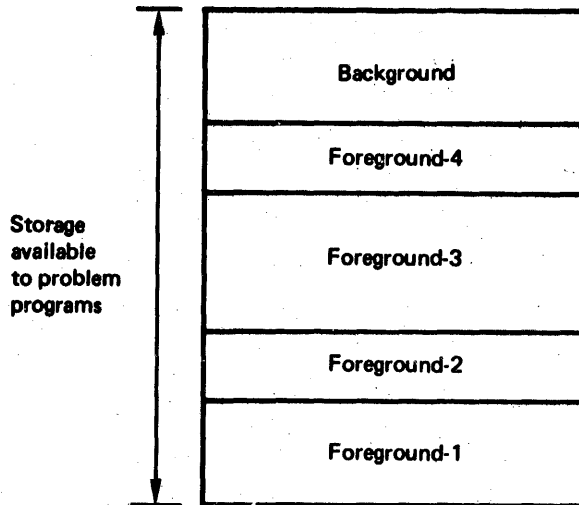 Background
Foreground-4
Storage
available
to problem
programs
Foreground-3
Foreground-2
Foreground-1